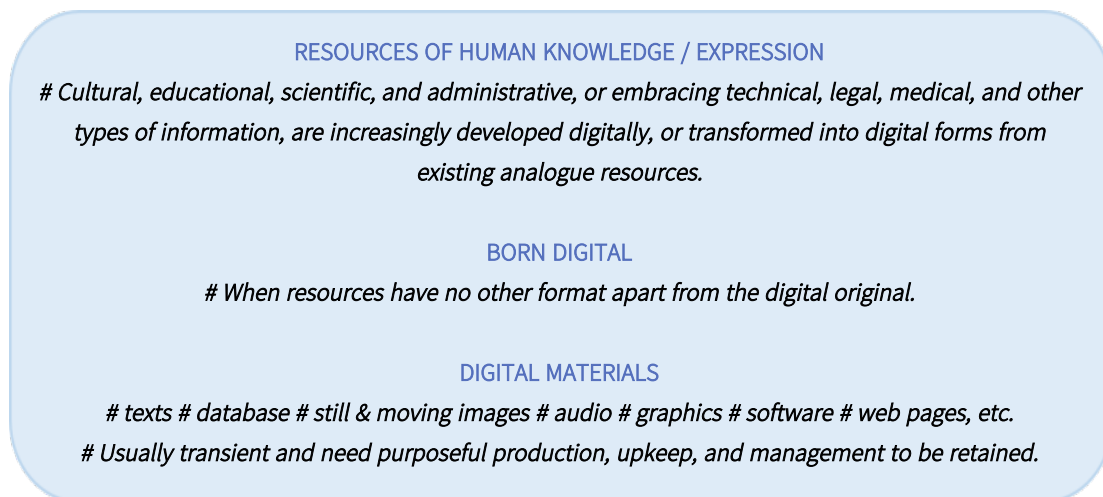 RESOURCES OF HUMAN KNOWLEDGE / EXPRESSION
# Cultural, educational, scientific, and administrative, or embracing technical, legal, medical, and other
types of information, are increasingly developed digitally, or transformed into digital forms from
existing analogue resources.
BORN DIGITAL
# When resources have no other format apart from the digital original.
DIGITAL MATERIALS
# texts # database # still & moving images # audio # graphics # software # web pages, etc.
# Usually transient and need purposeful production, upkeep, and management to be retained.